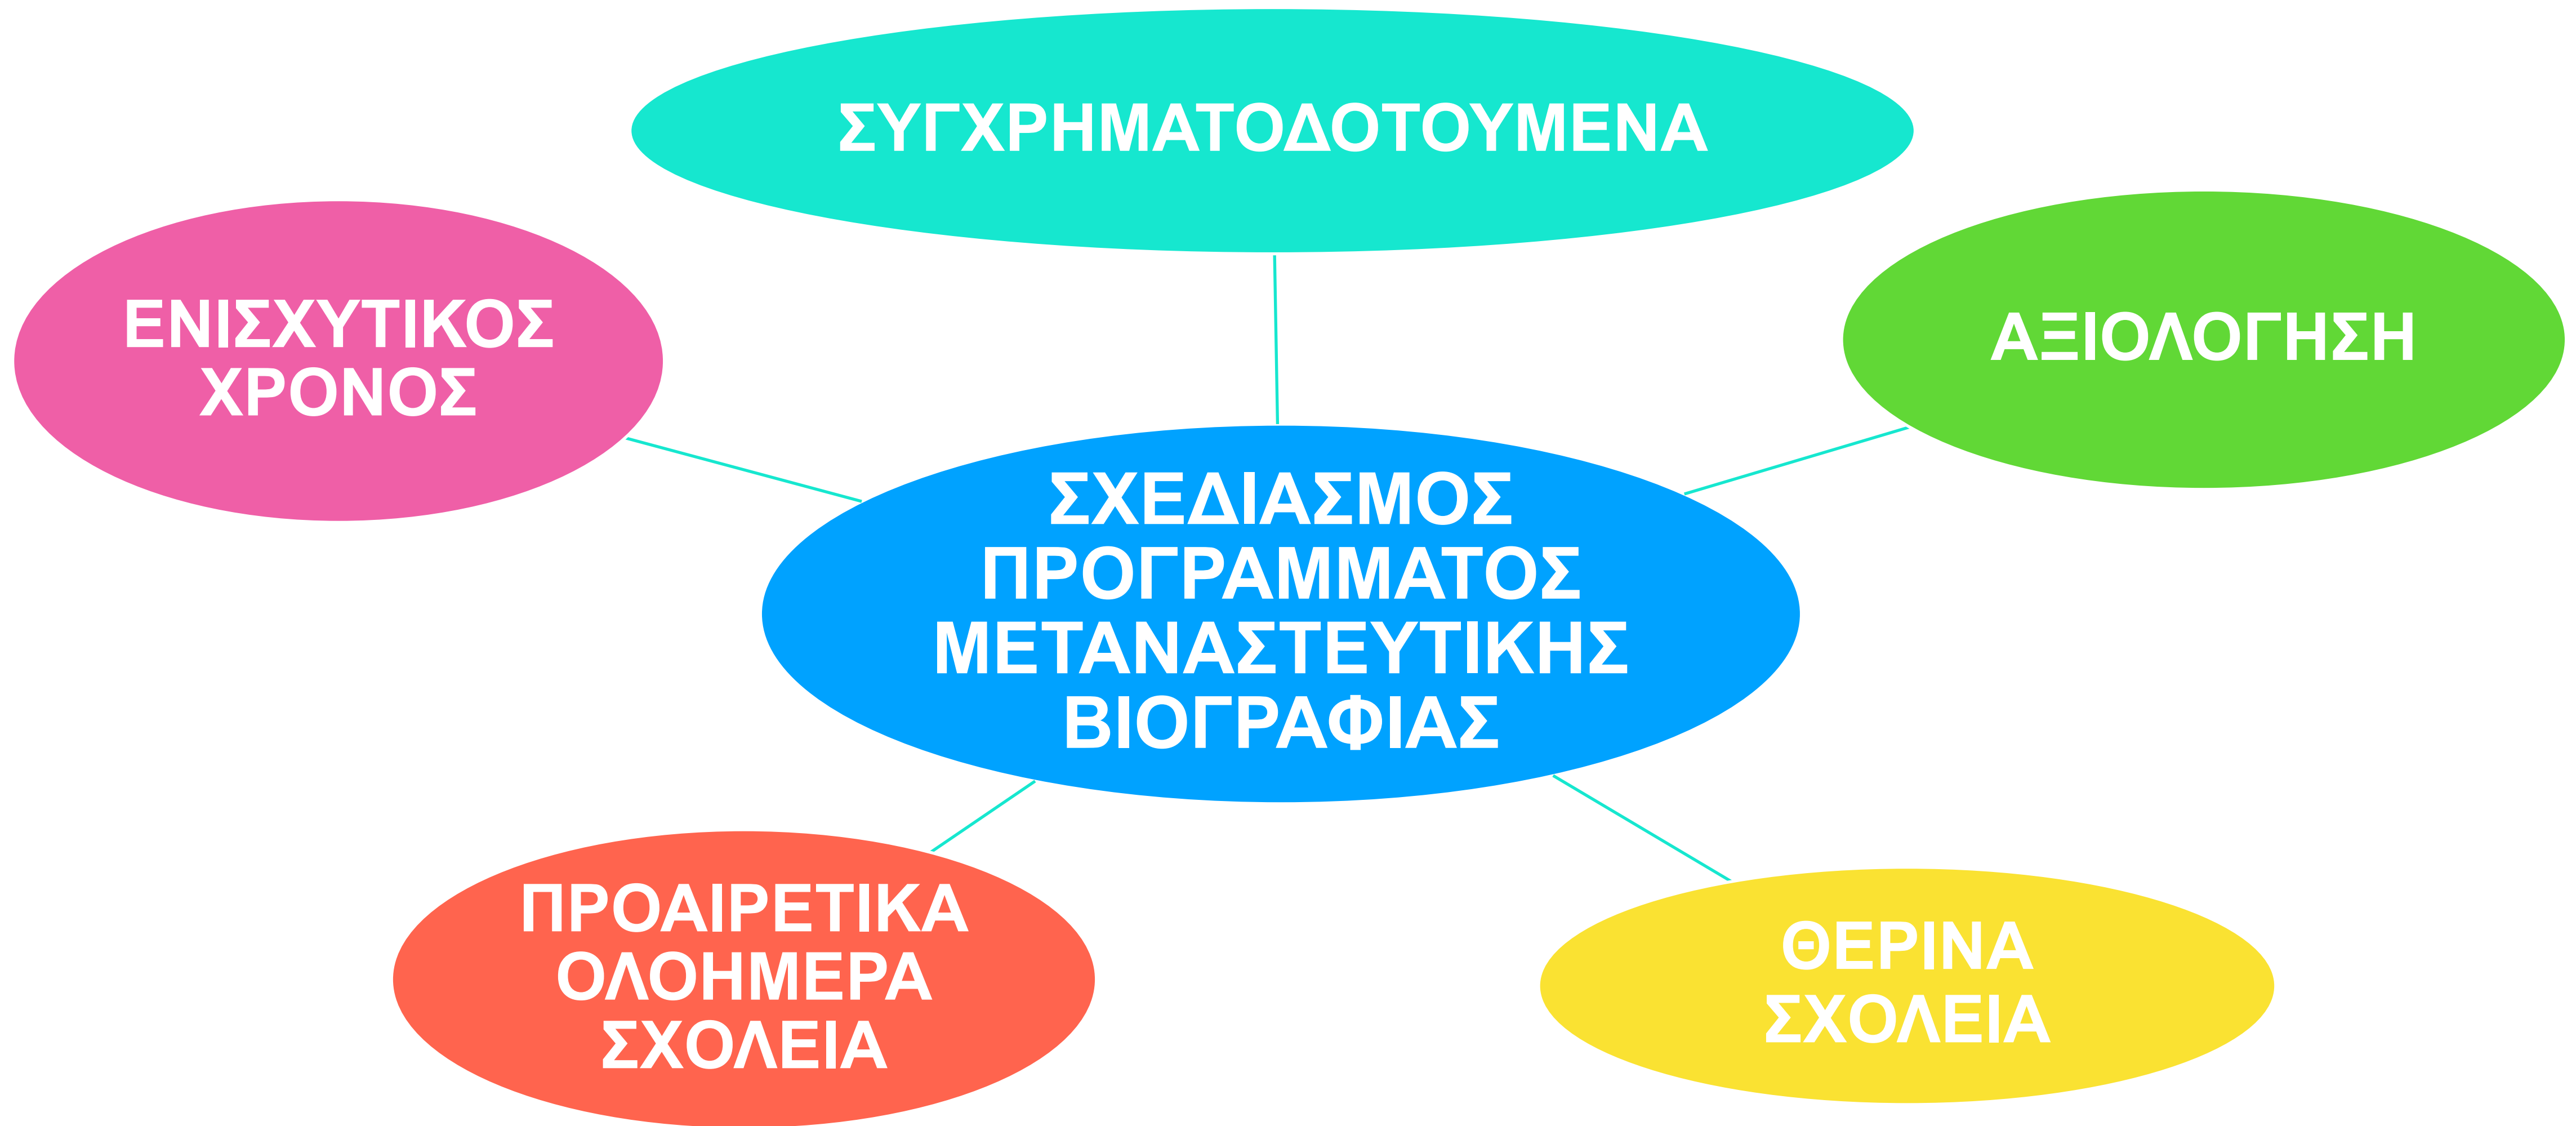 ΣΥΓΧΡΗΜΑΤΟΔΟΤΟΥΜΕΝΑ
ΕΝΙΣΧΥΤΙΚΟΣ
ΧΡΟΝΟΣ
ΑΞΙΟΛΟΓΗΣΗ
ΣΧΕΔΙΑΣΜΟΣ
ΠΡΟΓΡΑΜΜΑΤΟΣ
ΜΕΤΑΝΑΣΤΕΥΤΙΚΗΣ
ΒΙΟΓΡΑΦΙΑΣ
ΠΡΟΑΙΡΕΤΙΚΑ
ΟΛΟΗΜΕΡΑ
ΣΧΟΛΕΙΑ
ΘΕΡΙΝΑ
ΣΧΟΛΕΙΑ